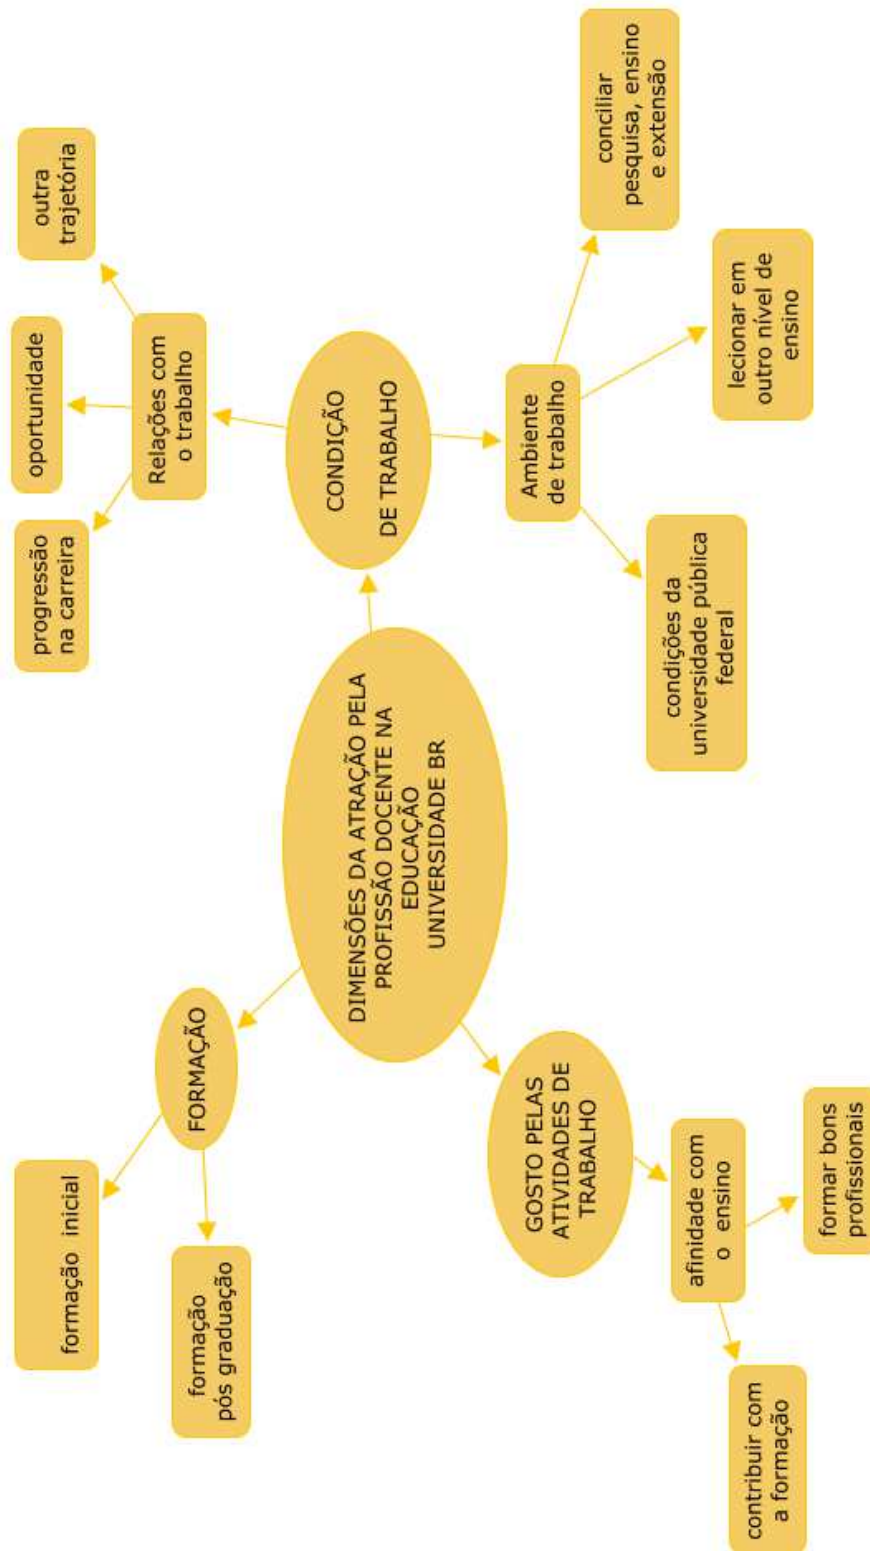 formação inicial
progressão
na carreira
oportunidade
outra
trajetória
formação
pós graduação
FORMAÇÃO
Relações com
o trabalho
DIMENSÕES DA ATRAÇÃO PELA
PROFISSÃO DOCENTE NA
EDUCAÇÃO
UNIVERSIDADE BR
CONDIÇÃO
DE TRABALHO
GOSTO PELAS
ATIVIDADES DE
TRABALHO
Ambiente
de trabalho
conciliar
pesquisa, ensino
e extensão
afinidade com
o ensino
condições da
universidade pública
federal
lecionar em
outro nível de
ensino
contribuir com
a formação
formar bons
profissionais